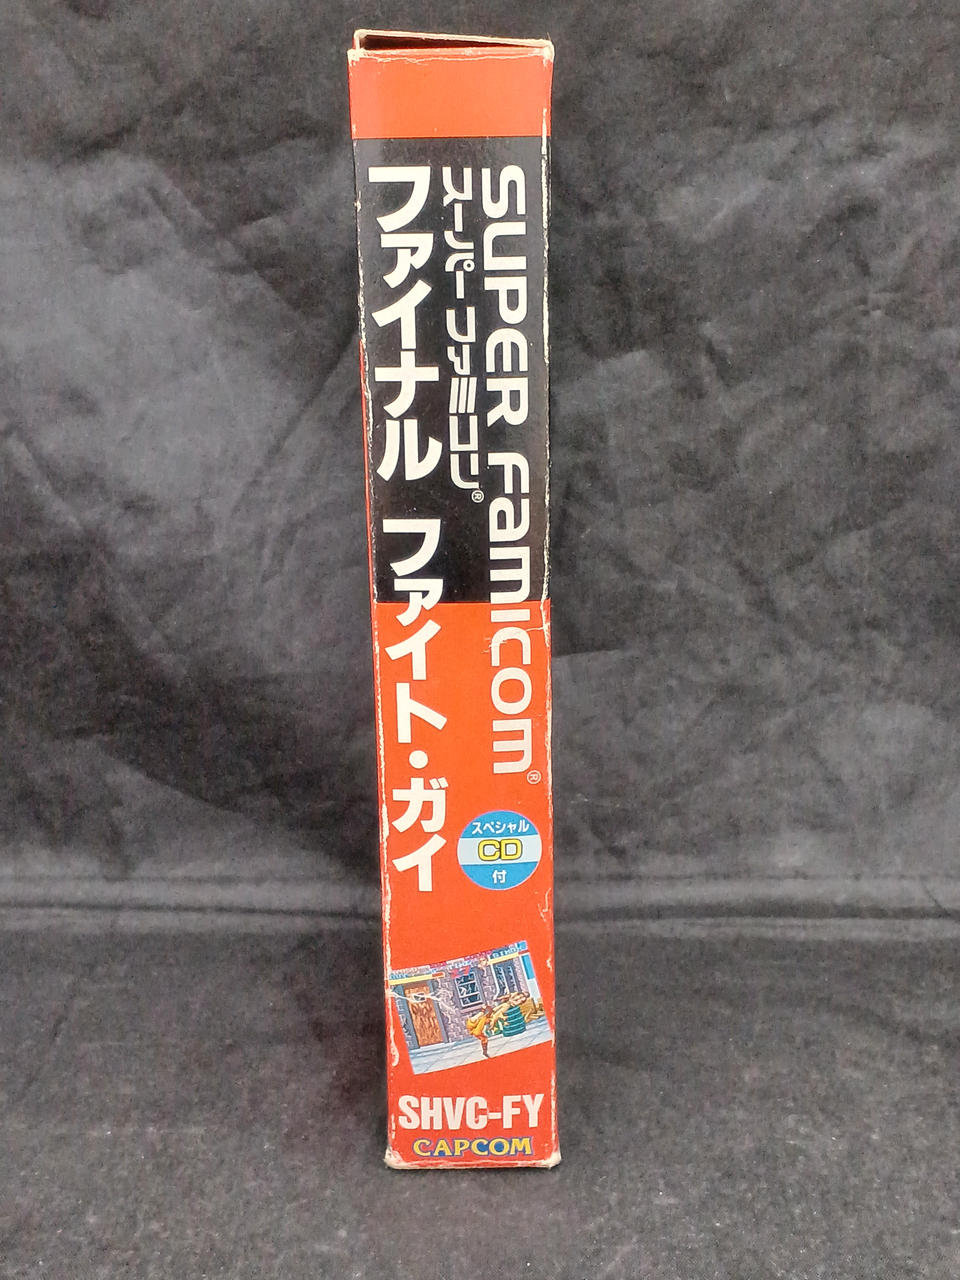 SUPER FAMICOM®
スーパーファミコン®
ファイナル ファイト・ガイ
スペシャル
CD
付
SHVC-FY
CAPCOM